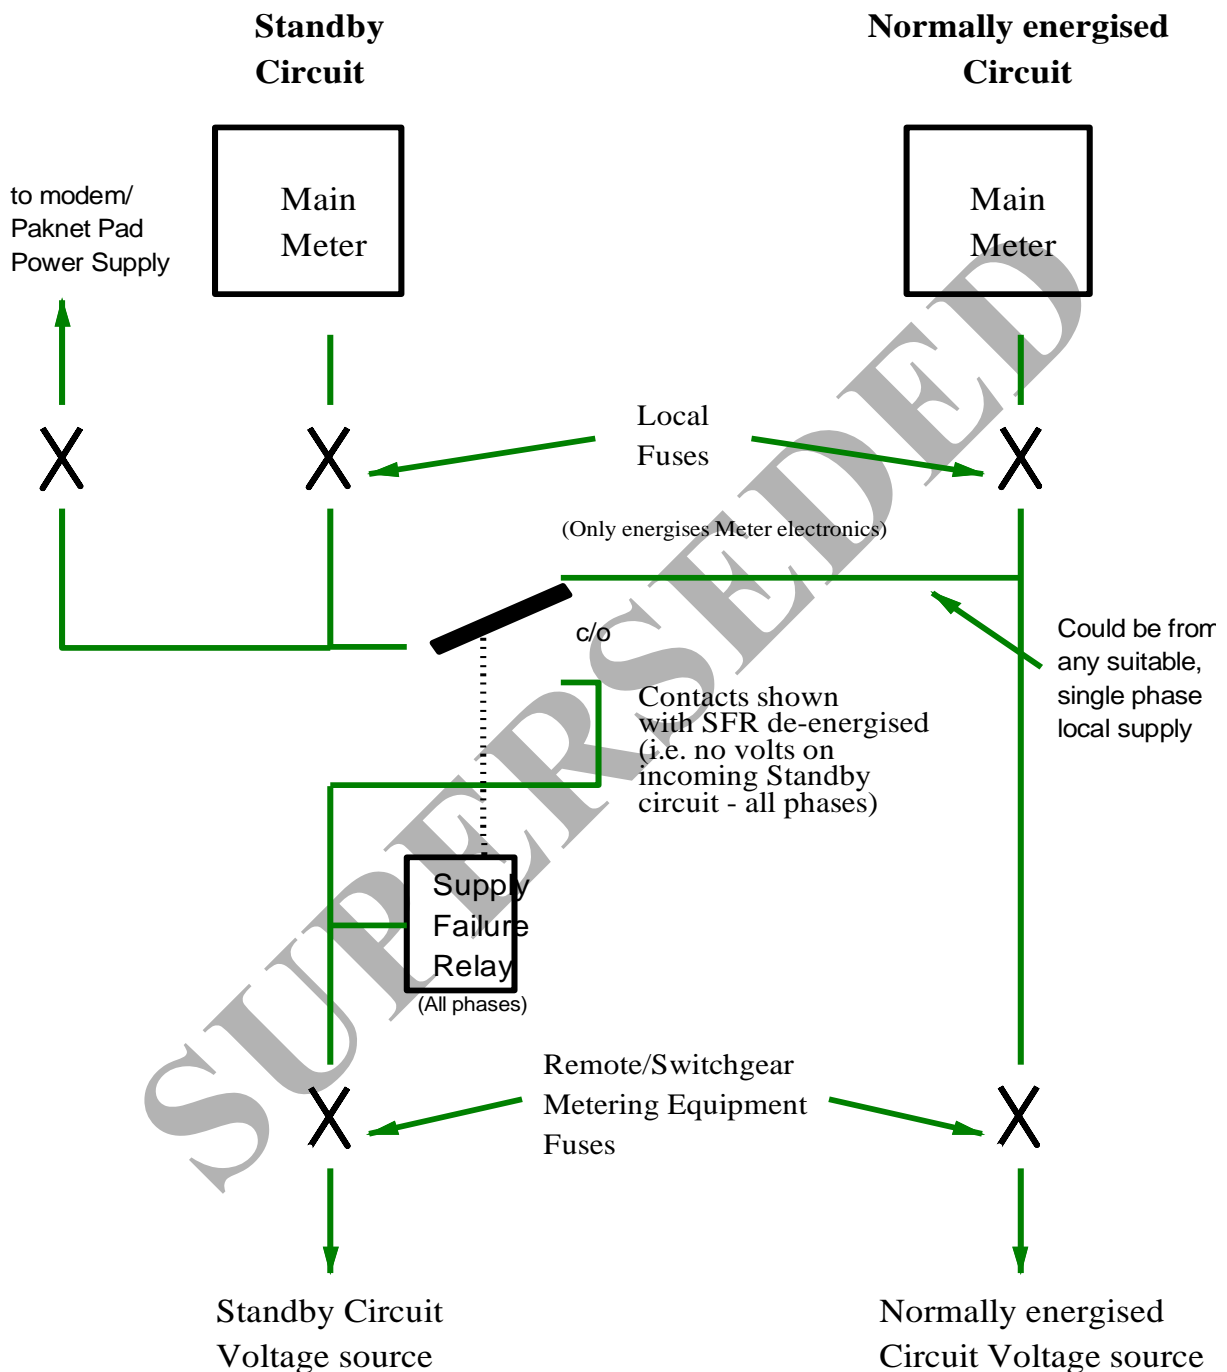 Standby
Circuit
Normally energised
Circuit
Main
Meter
Main
Meter
to modem/
Paknet Pad
Power Supply
Local
Fuses
(Only energises Meter electronics)
c/o
Could be from
any suitable,
single phase
local supply
Contacts shown
with SFR de-energised
(i.e. no volts on
incoming Standby
circuit - all phases)
Supply
Failure
Relay
(All phases)
Remote/Switchgear
Metering Equipment
Fuses
Standby Circuit
Voltage source
Normally energised
Circuit Voltage source
SUPERSEDED